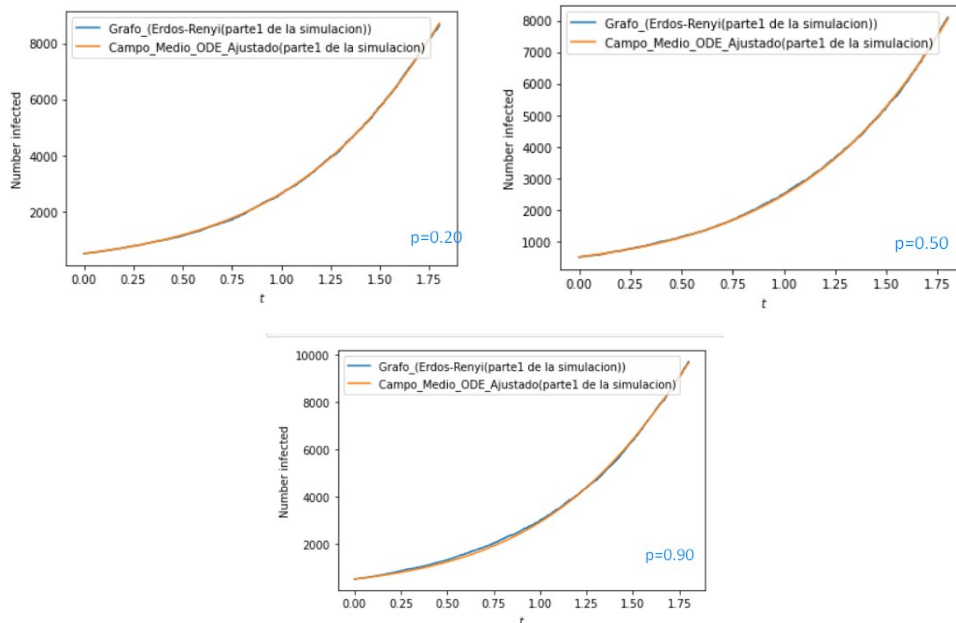 Grafo_(Erdos-Renyi(parte1 de la simulacion))
Campo_Medio_ODE_Ajustado(parte1 de la simulacion)
Number infected
8000
6000
4000
2000
0.00 0.25 0.50 0.75 1.00 1.25 1.50 1.75
t
p=0.20
Grafo_(Erdos-Renyi(parte1 de la simulacion))
Campo_Medio_ODE_Ajustado(parte1 de la simulacion)
Number infected
8000
7000
6000
5000
4000
3000
2000
1000
0.00 0.25 0.50 0.75 1.00 1.25 1.50 1.75
t
p=0.50
Grafo_(Erdos-Renyi(parte1 de la simulacion))
Campo_Medio_ODE_Ajustado(parte1 de la simulacion)
Number infected
10000
8000
6000
4000
2000
0.00 0.25 0.50 0.75 1.00 1.25 1.50 1.75
t
p=0.90